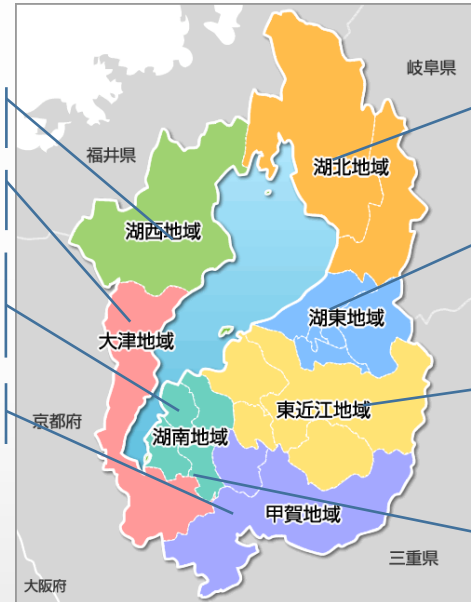 岐阜県
福井県
湖北地域
湖西地域
湖東地域
大津地域
東近江地域
京都府
湖南地域
甲賀地域
三重県
大阪府